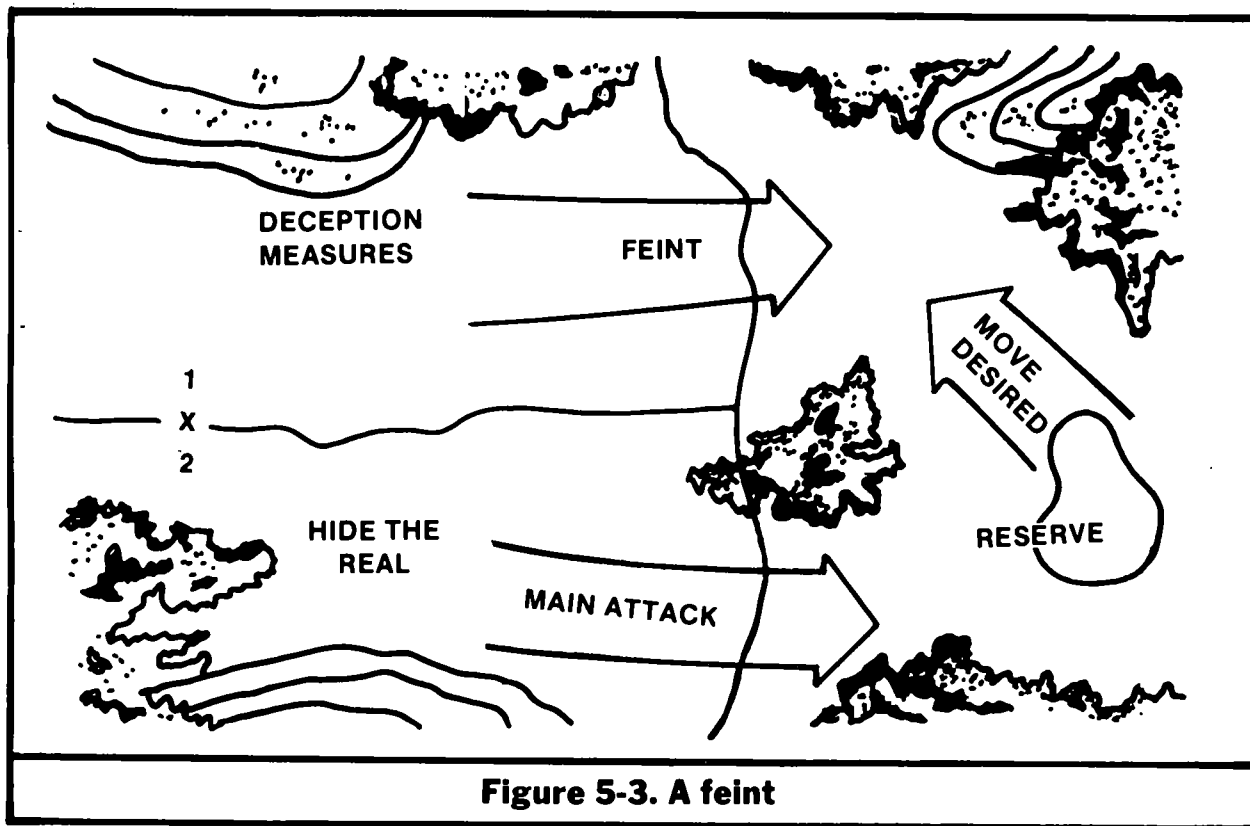 DECEPTION
MEASURES
FEINT
MOVE
DESIRED
1
X
2
RESERVE
HIDE THE
REAL
MAIN ATTACK
Figure 5-3. A feint